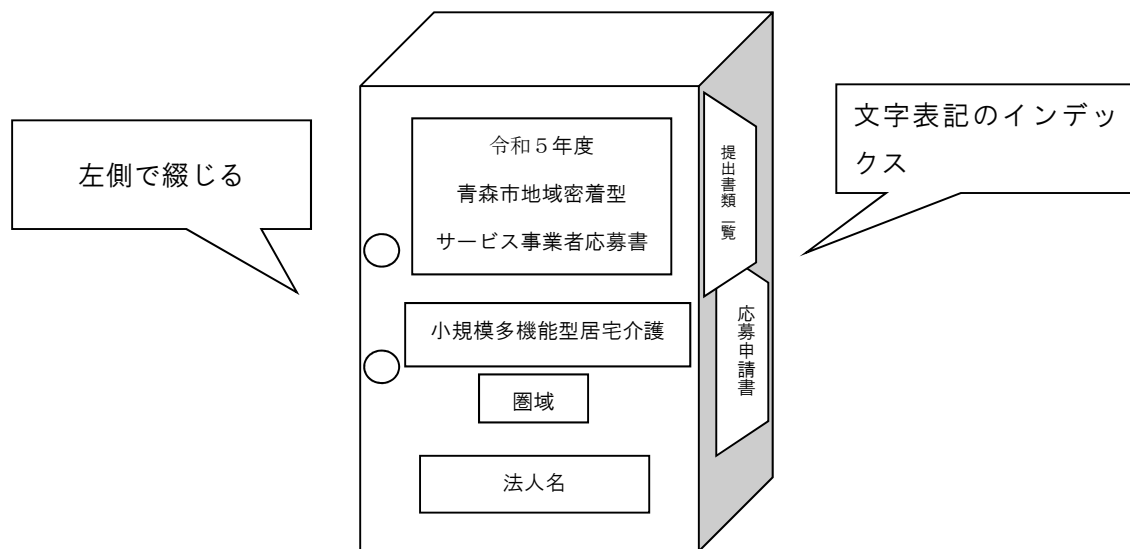 左側で綴じる
令和５年度
青森市地域密着型
サービス事業者応募書
小規模多機能型居宅介護
圏域
法人名
提出書類一覧
応募申請書
文字表記のインデッ
クス